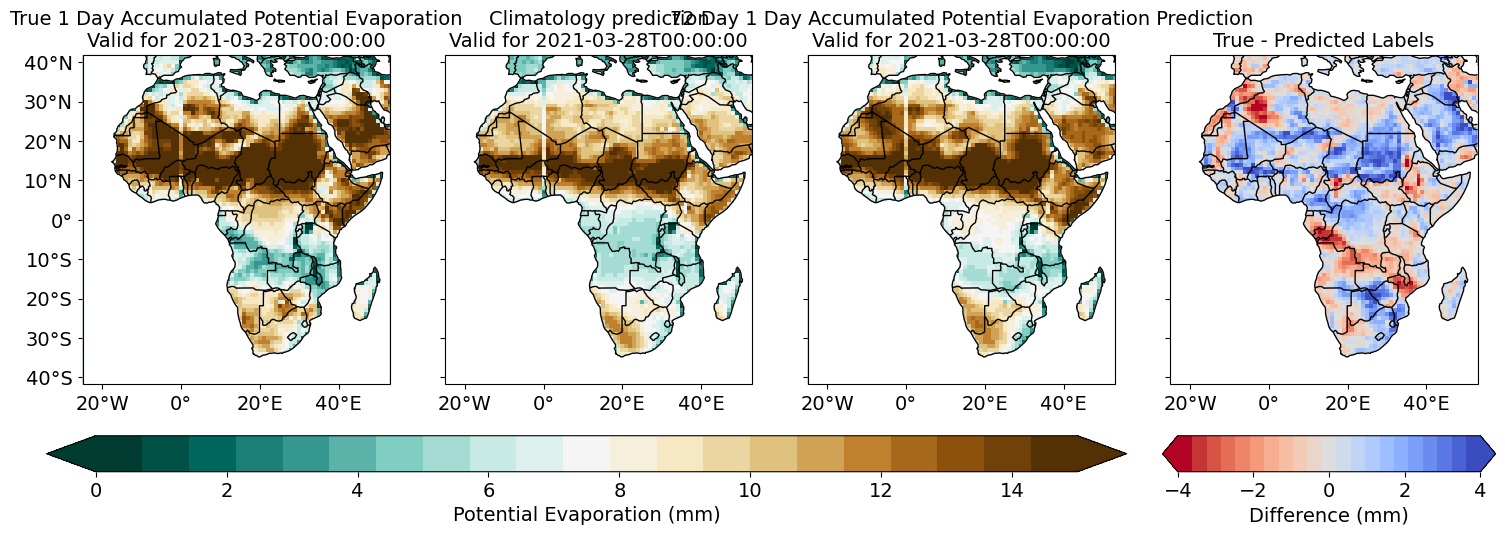 True 1 Day Accumulated Potential Evaporation
Valid for 2021-03-28T00:00:00
Climatology prediction
Valid for 2021-03-28T00:00:00
72 Day 1 Day Accumulated Potential Evaporation Prediction
Valid for 2021-03-28T00:00:00
True - Predicted Labels
40°N
30°N
20°N
10°N
0°
10°S
20°S
30°S
40°S
20°W 0° 20°E 40°E
20°W 0° 20°E 40°E
20°W 0° 20°E 40°E
20°W 0° 20°E 40°E
0 2 4 6 8 10 12 14
Potential Evaporation (mm)
−4 −2 0 2 4
Difference (mm)